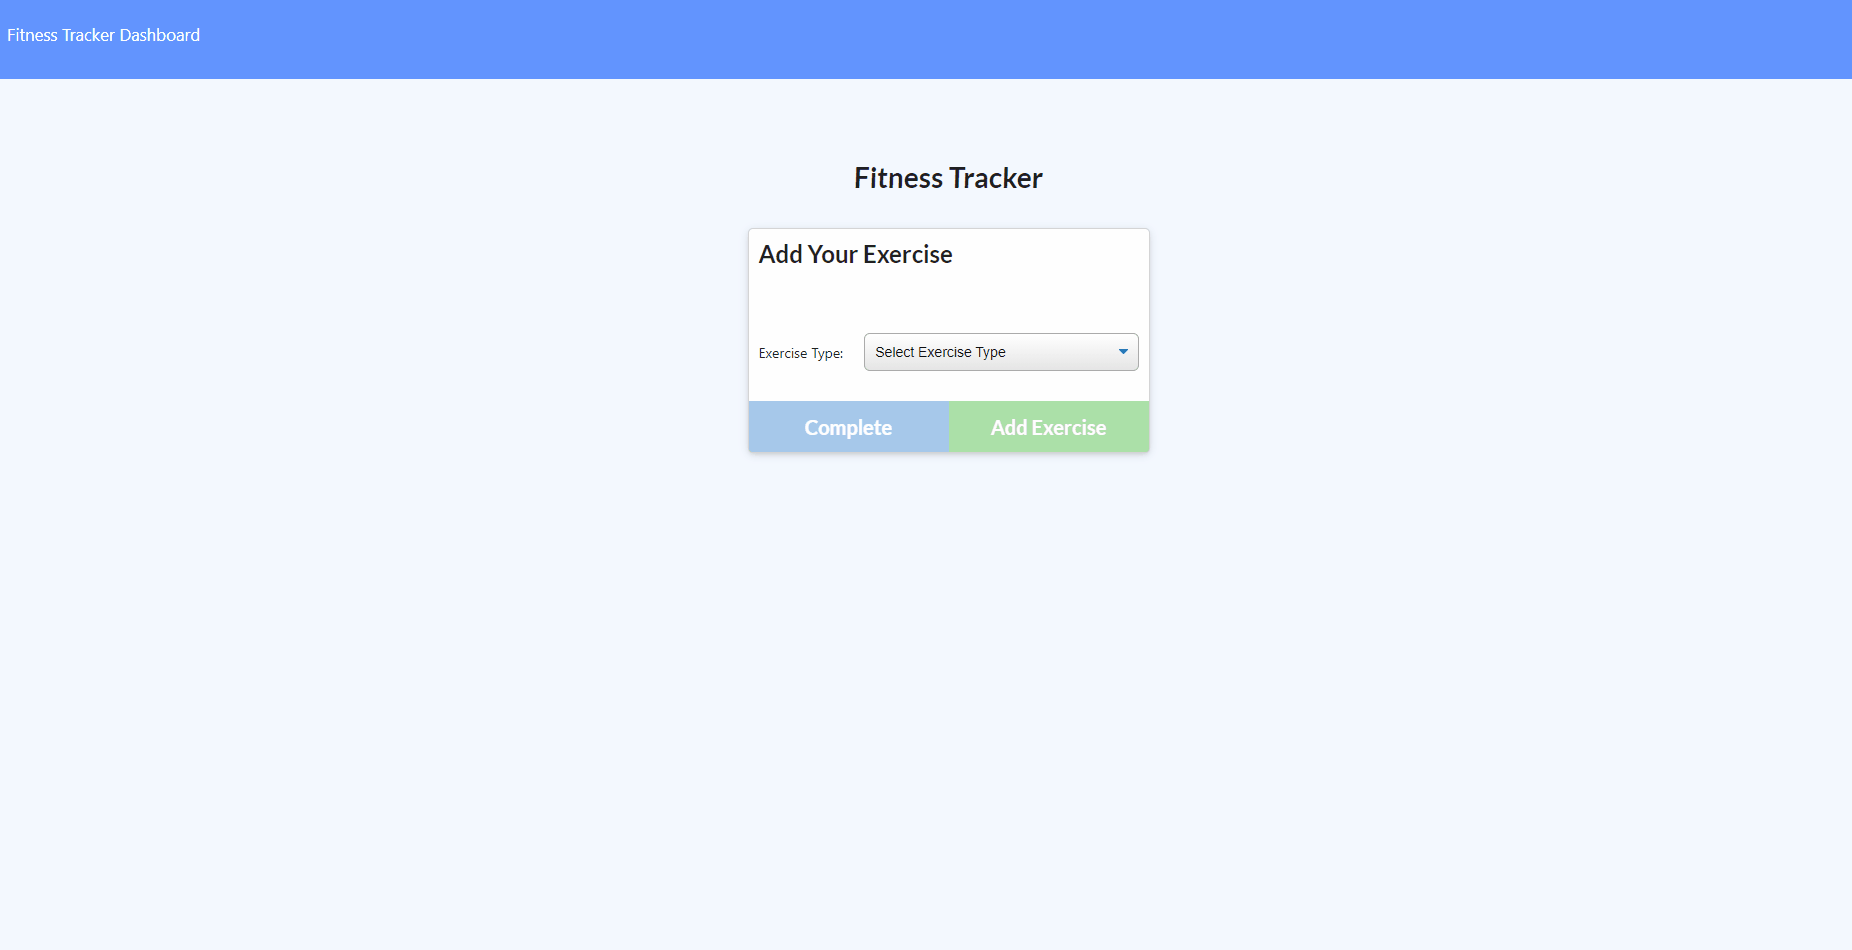 Fitness Tracker Dashboard
Fitness Tracker
Add Your Exercise
Exercise Type: Select Exercise Type
Complete Add Exercise